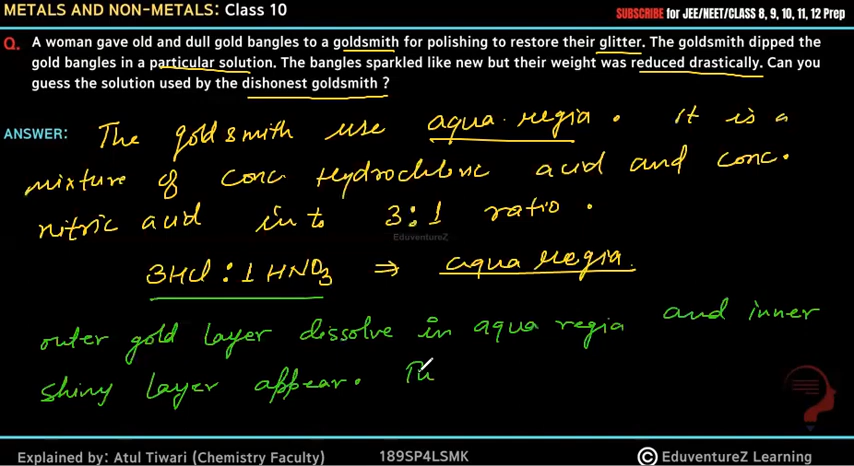 METALS AND NON-METALS: Class 10
SUBSCRIBE for JEE/NEET/CLASS 8, 9, 10, 11, 12 Prep
Q. A woman gave old and dull gold bangles to a goldsmith for polishing to restore their glitter. The goldsmith dipped the
gold bangles in a particular solution. The bangles sparkled like new but their weight was reduced drastically. Can you
guess the solution used by the dishonest goldsmith ?
ANSWER: The goldsmith use aqua regia. It is a
mixture of conc Hydrochloric acid and conc.
nitric acid in to 3:1 ratio.
EduventureZ
3HCl : 1 HNO3 ⇒ aqua regia.
outer gold layer dissolve in aqua regia and inner
shiny layer appear.
Explained by: Atul Tiwari (Chemistry Faculty)
189SP4LSMK
© EduventureZ Learning